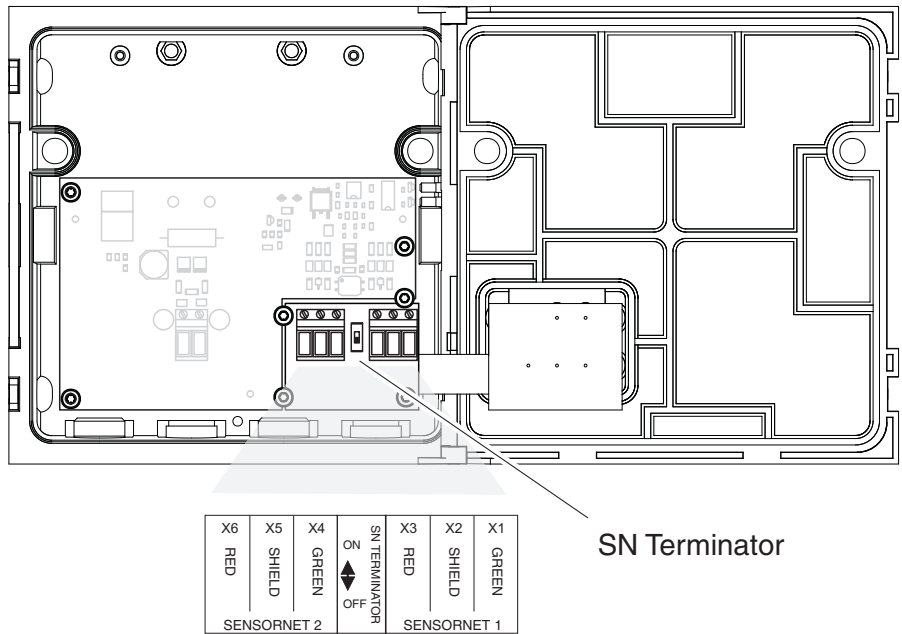 SN Terminator
X6 X5 X4 X3 X2 X1
RED SHIELD GREEN ON OFF SN TERMINATOR RED SHIELD GREEN
SENSORNET 2 SENSORNET 1